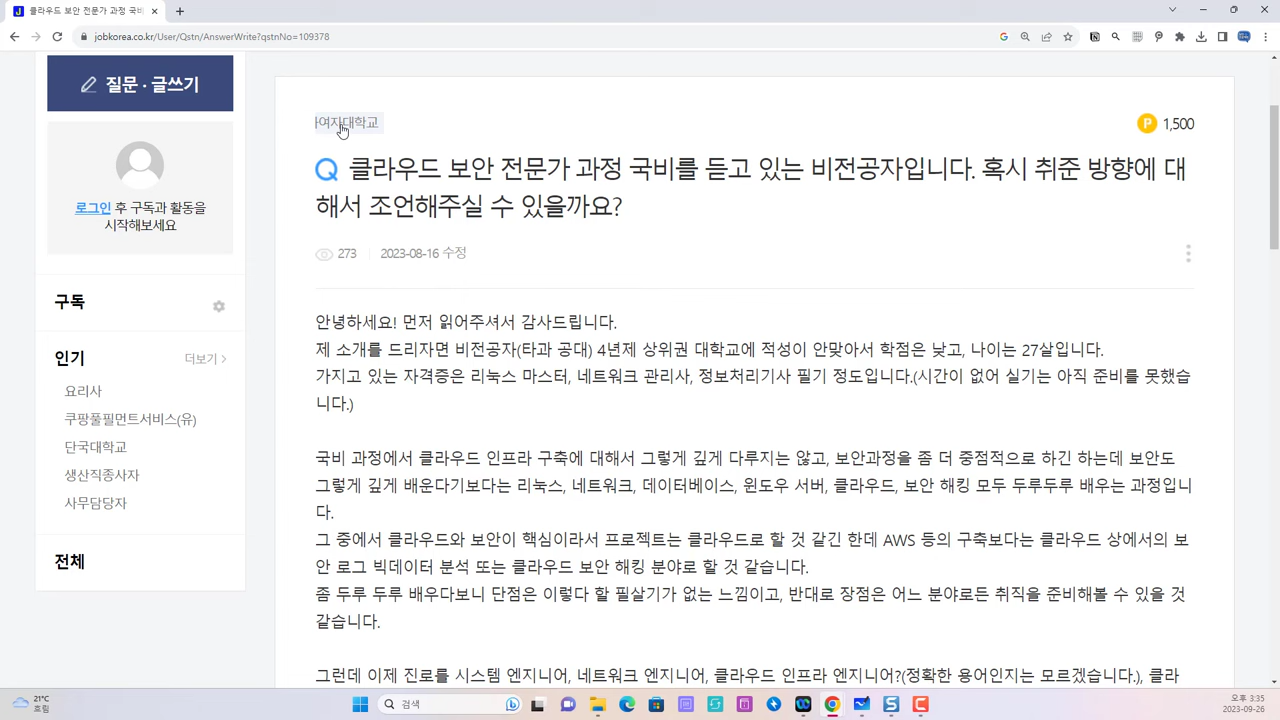 클라우드 보안 전문가 과정 국비
jobkorea.co.kr/User/Qstn/AnswerWrite?qstnNo=109378
질문 · 글쓰기
로그인 후 구독과 활동을
시작해보세요
구독
인기
더보기
요리사
쿠팡풀필먼트서비스(유)
단국대학교
생산직종사자
사무담당자
전체
여자대학교
P 1,500
Q 클라우드 보안 전문가 과정 국비를 듣고 있는 비전공자입니다. 혹시 취준 방향에 대
해서 조언해주실 수 있을까요?
273
2023-08-16 수정
안녕하세요! 먼저 읽어주셔서 감사드립니다.
제 소개를 드리자면 비전공자(타과 공대) 4년제 상위권 대학교에 적성이 안맞아서 학점은 낮고, 나이는 27살입니다.
가지고 있는 자격증은 리눅스 마스터, 네트워크 관리사, 정보처리기사 필기 정도입니다.(시간이 없어 실기는 아직 준비를 못했습
니다.)
국비 과정에서 클라우드 인프라 구축에 대해서 그렇게 깊게 다루지는 않고, 보안과정을 좀 더 중점적으로 하긴 하는데 보안도
그렇게 깊게 배운다기보다는 리눅스, 네트워크, 데이터베이스, 윈도우 서버, 클라우드, 보안 해킹 모두 두루두루 배우는 과정입니
다.
그 중에서 클라우드와 보안이 핵심이라서 프로젝트는 클라우드로 할 것 같긴 한데 AWS 등의 구축보다는 클라우드 상에서의 보
안 로그 빅데이터 분석 또는 클라우드 보안 해킹 분야로 할 것 같습니다.
좀 두루 두루 배우다보니 단점은 이렇다 할 필살기가 없는 느낌이고, 반대로 장점은 어느 분야로든 취직을 준비해볼 수 있을 것
같습니다.
그런데 이제 진로를 시스템 엔지니어, 네트워크 엔지니어, 클라우드 인프라 엔지니어?(정확한 용어인지는 모르겠습니다.), 클라
21°C
흐림
검색
오후 3:35
2023-09-26